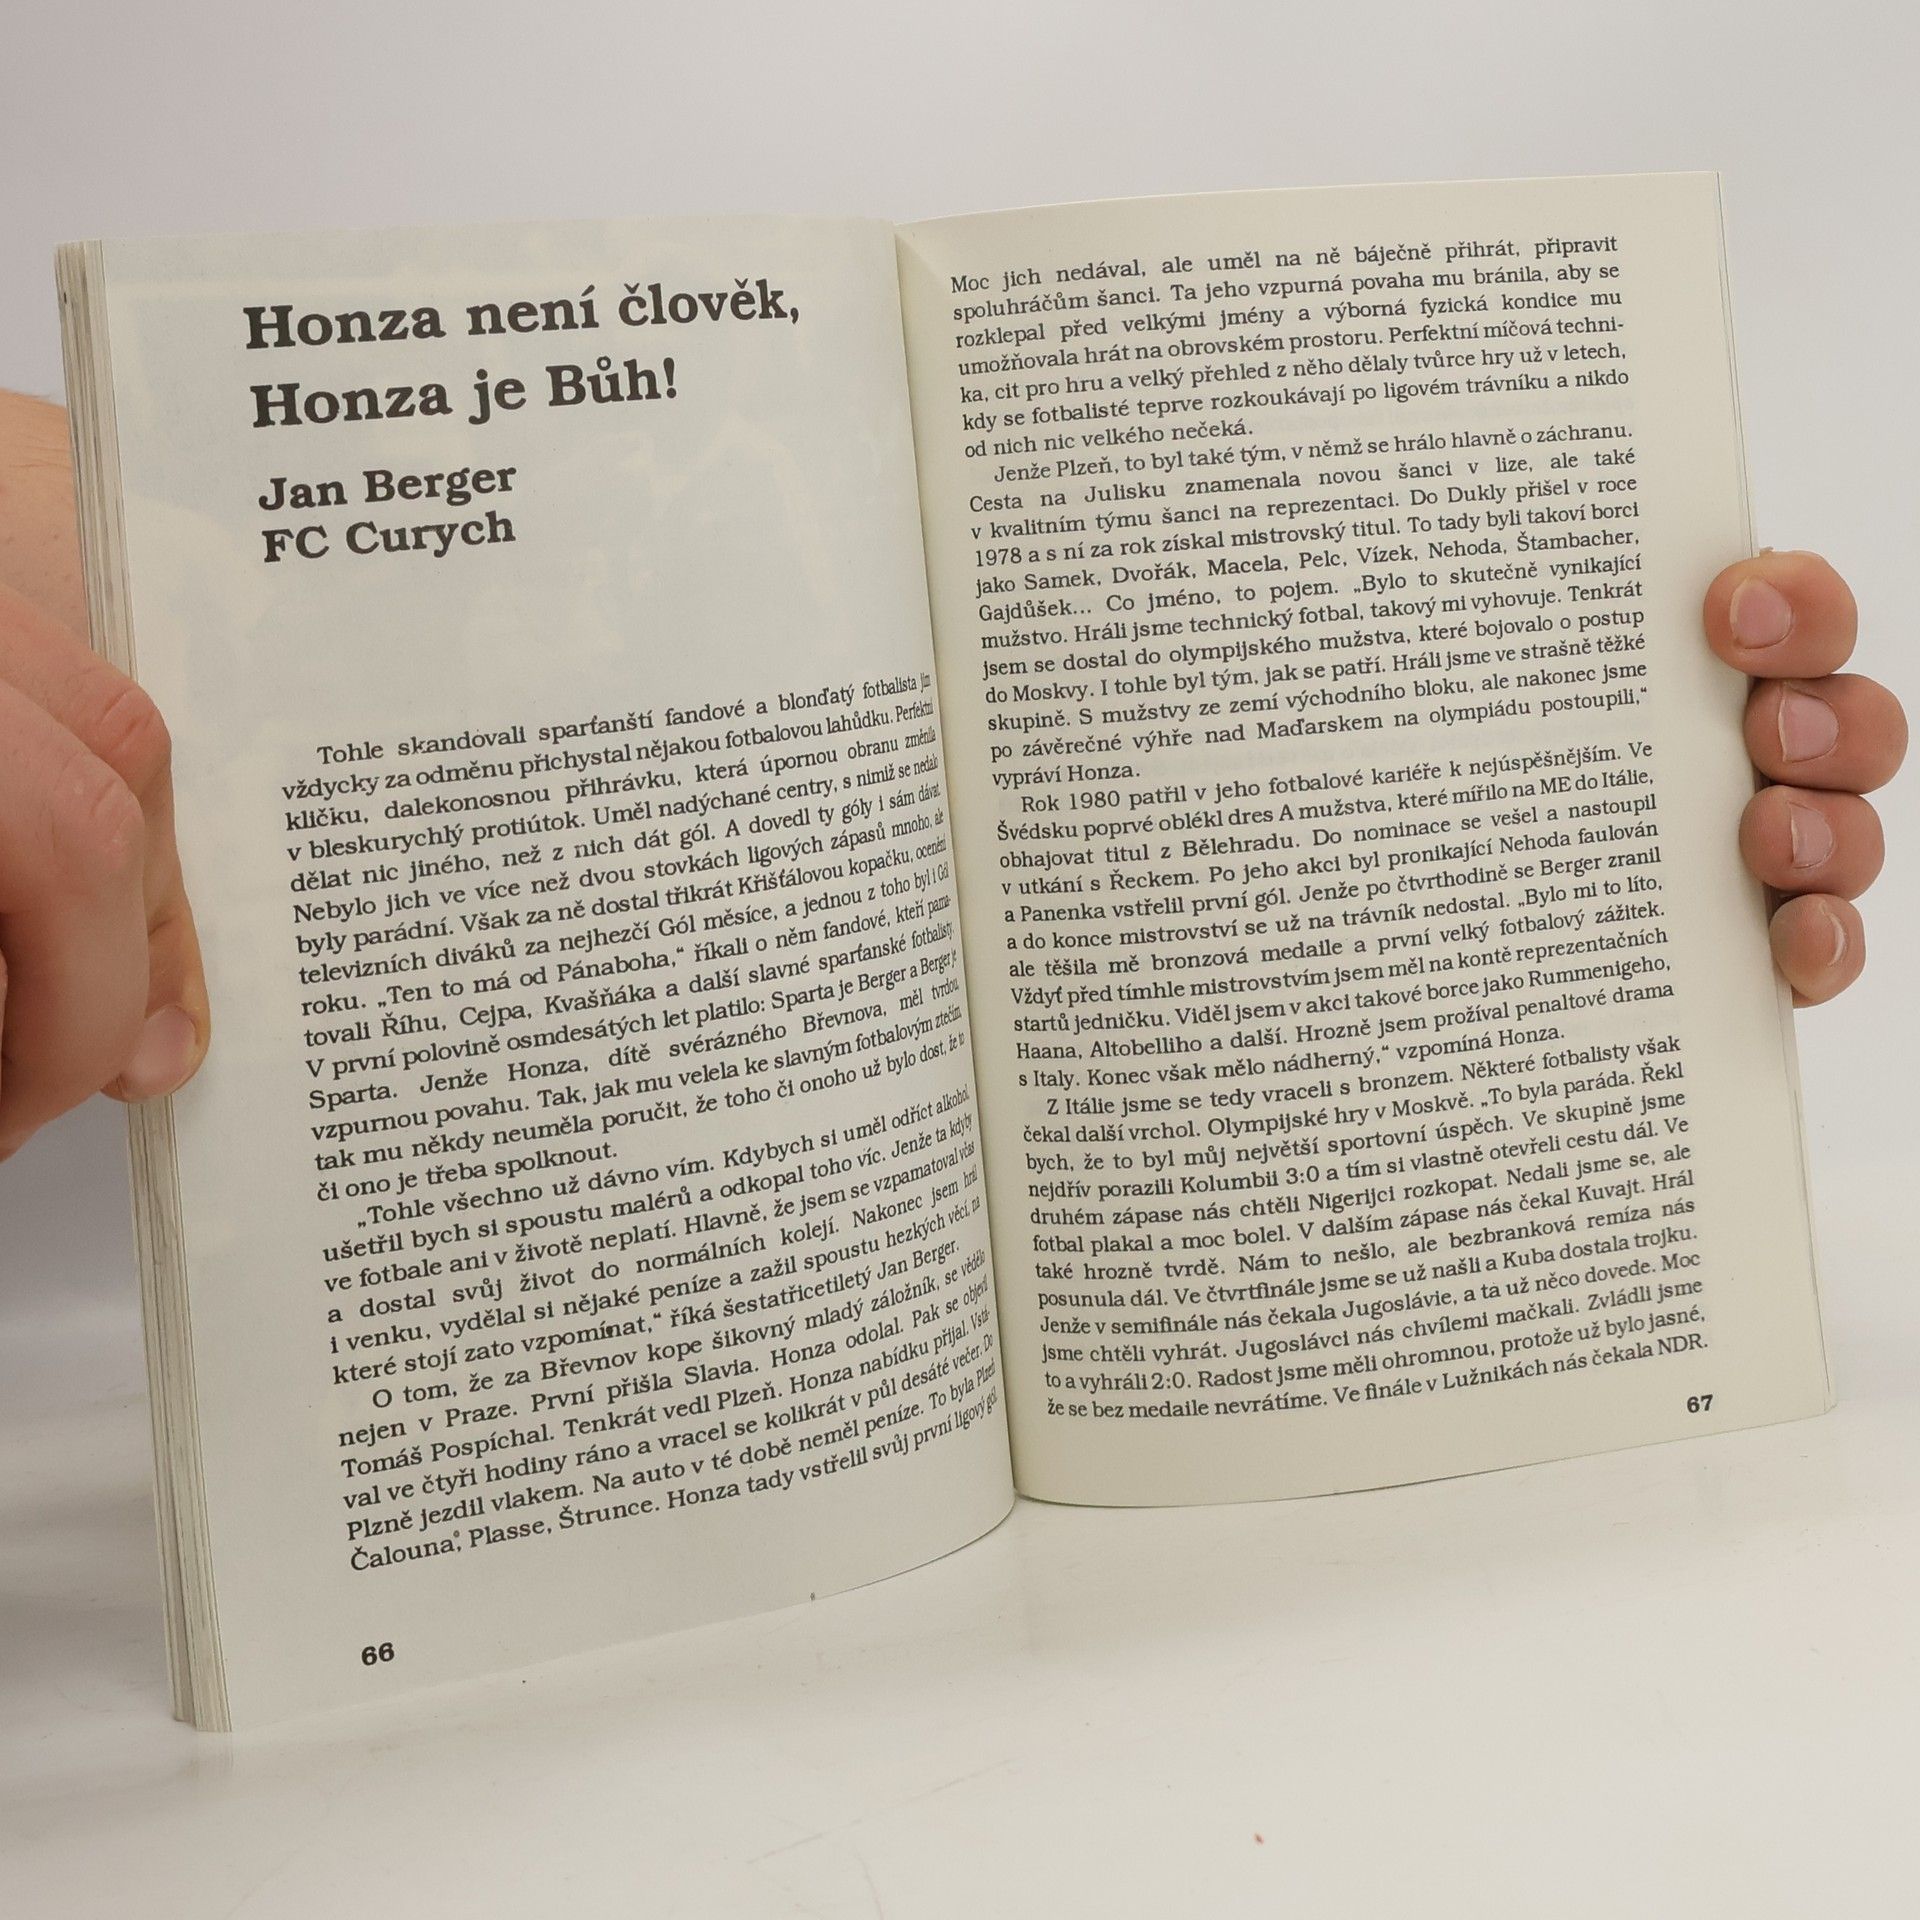 Honza není člověk,
Honza je Bůh!
Jan Berger
FC Curych
Tohle skandovali sparťanští fandové a blonďatý fotbalista jim
vždycky za odměnu přichystal nějakou fotbalovou lahůdku. Perfektní
kličku, dalekonosnou přihrávku, která úpornou obranu změnila
v bleskurychlý protiútok. Uměl nadýchané centry, s nimiž se nedalo
dělat nic jiného, než z nich dát gól. A dovedl ty góly i sám dávat.
Nebylo jich ve více než dvou stovkách ligových zápasů mnoho, ale
byly parádní. Však za ně dostal třikrát Křišťálovou kopačku, ocenění
televizních diváků za nejhezčí Gól měsíce, a jednou z toho byl i Gól
roku. „Ten to má od Pánaboha,“ říkali o něm fandové, kteří pama-
tovali Říhu, Cejpa, Kvašňáka a další slavné sparťanské fotbalisty.
V první polovině osmdesátých let platilo: Sparta je Berger a Berger je
Sparta. Jenže Honza, dítě svérázného Břevnova, měl tvrdou,
vzpurnou povahu. Tak, jak mu velela ke slavným fotbalovým ztečím,
tak mu někdy neuměla poručit, že toho či onoho už bylo dost, že to
či ono je třeba spolknout.
„Tohle všechno už dávno vím. Kdybych si uměl odříct alkohol,
ušetřil bych si spoustu malérů a odkopal toho víc. Jenže ta kdyby
ve fotbale ani v životě neplatí. Hlavně, že jsem se vzpamatoval včas
a dostal svůj život do normálních kolejí. Nakonec jsem hrál
i venku, vydělal si nějaké peníze a zažil spoustu hezkých věcí, na
které stojí zato vzpomínat,“ říká šestatřicetiletý Jan Berger.
O tom, že za Břevnov kope šikovný mladý záložník, se vědělo
nejen v Praze. První přišla Slavia. Honza odolal. Pak se objevil
Tomáš Pospíchal. Tenkrát vedl Plzeň. Honza nabídku přijal. Vstá-
val ve čtyři hodiny ráno a vracel se kolikrát v půl desáté večer. Do
Plzně jezdil vlakem. Na auto v té době neměl peníze. To byla Plzeň
Čalouna, Plasse, Štrunce. Honza tady vstřelil svůj první ligový gól.
66
Moc jich nedával, ale uměl na ně báječně přihrát, připravit
spoluhráčům šanci. Ta jeho vzpurná povaha mu bránila, aby se
rozklepal před velkými jmény a výborná fyzická kondice mu
umožňovala hrát na obrovském prostoru. Perfektní míčová techni-
ka, cit pro hru a velký přehled z něho dělaly tvůrce hry už v letech,
kdy se fotbalisté teprve rozkoukávají po ligovém trávníku a nikdo
od nich nic velkého nečeká.
Jenže Plzeň, to byl také tým, v němž se hrálo hlavně o záchranu.
Cesta na Julisku znamenala novou šanci v lize, ale také
v kvalitním týmu šanci na reprezentaci. Do Dukly přišel v roce
1978 a s ní za rok získal mistrovský titul. To tady byli takoví borci
jako Samek, Dvořák, Macela, Pelc, Vízek, Nehoda, Štambacher,
Gajdůšek... Co jméno, to pojem. „Bylo to skutečně vynikající
mužstvo. Hráli jsme technický fotbal, takový mi vyhovuje. Tenkrát
jsem se dostal do olympijského mužstva, které bojovalo o postup
do Moskvy. I tohle byl tým, jak se patří. Hráli jsme ve strašně těžké
skupině. S mužstvy ze zemí východního bloku, ale nakonec jsme
po závěrečné výhře nad Maďarskem na olympiádu postoupili,“
vypráví Honza.
Rok 1980 patřil v jeho fotbalové kariéře k nejúspěšnějším. Ve
Švédsku poprvé oblékl dres A mužstva, které mířilo na ME do Itálie,
obhajovat titul z Bělehradu. Do nominace se vešel a nastoupil
v utkání s Řeckem. Po jeho akci byl pronikající Nehoda faulován
a Panenka vstřelil první gól. Jenže po čtvrthodině se Berger zranil
a do konce mistrovství se už na trávník nedostal. „Bylo mi to líto,
ale těšila mě bronzová medaile a první velký fotbalový zážitek.
Vždyť před tímhle mistrovstvím jsem měl na kontě reprezentačních
startů jedničku. Viděl jsem v akci takové borce jako Rummenigeho,
Haana, Altobelliho a další. Hrozně jsem prožíval penaltové drama
s Italy. Konec však mělo nádherný,“ vzpomíná Honza.
Z Itálie jsme se tedy vraceli s bronzem. Některé fotbalisty však
čekal další vrchol. Olympijské hry v Moskvě. „To byla paráda. Řekl
bych, že to byl můj největší sportovní úspěch. Ve skupině jsme
nejdřív porazili Kolumbii 3:0 a tím si vlastně otevřeli cestu dál. Ve
druhém zápase nás chtěli Nigerijci rozkopat. Nedali jsme se, ale
fotbal plakal a moc bolel. V dalším zápase nás čekal Kuvajt. Hrál
také hrozně tvrdě. Nám to nešlo, ale bezbranková remíza nás
posunula dál. Ve čtvrtfinále jsme se už našli a Kuba dostala trojku.
Jenže v semifinále nás čekala Jugoslávie, a ta už něco dovede. Moc
jsme chtěli vyhrát. Jugoslávci nás chvílemi mačkali. Zvládli jsme
to a vyhráli 2:0. Radost jsme měli ohromnou, protože už bylo jasné,
že se bez medaile nevrátíme. Ve finále v Lužnikách nás čekala NDR.
67